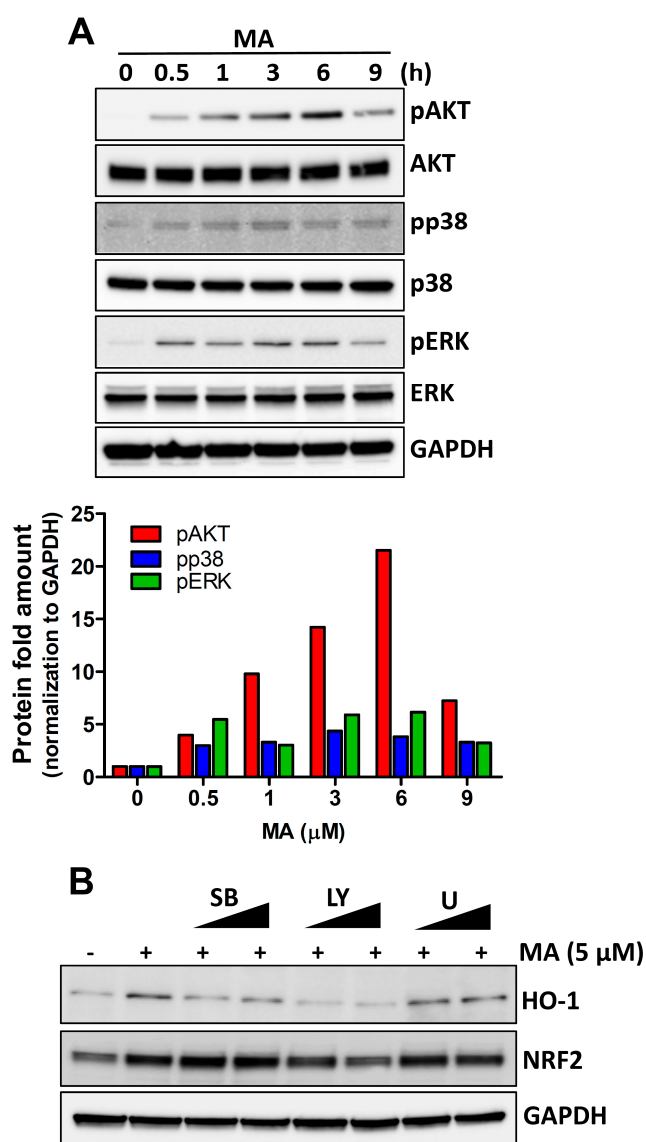 A
MA
0 0.5 1 3 6 9 (h)
pAKT
AKT
pp38
p38
pERK
ERK
GAPDH
Protein fold amount
(normalization to GAPDH)
25
20
15
10
5
0
pAKT
pp38
pERK
0 0.5 1 3 6 9
MA (μM)
B
SB LY U
- + + + + + + + MA (5 μM)
HO-1
NRF2
GAPDH